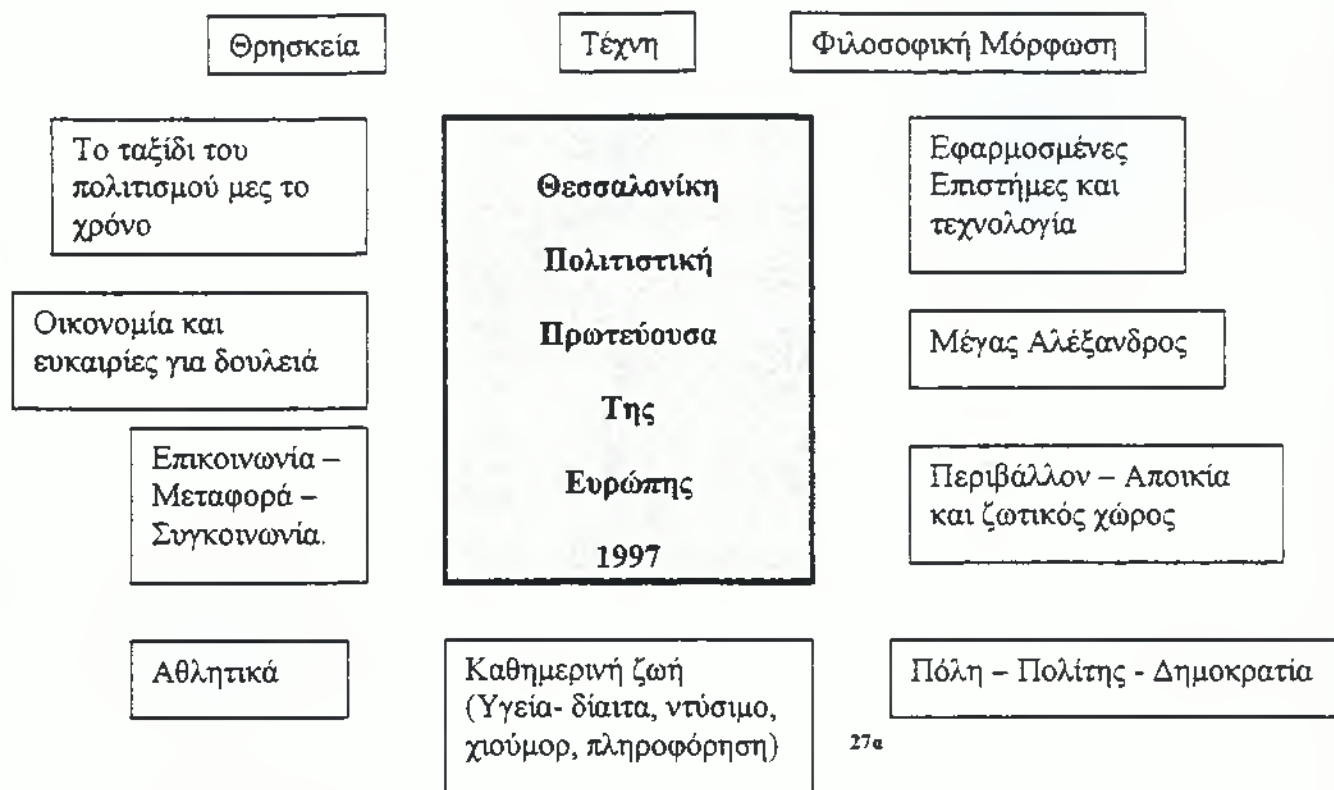 Θρησκεία
Τέχνη
Φιλοσοφική Μόρφωση
Το ταξίδι του
πολιτισμού μες το
χρόνο
Θεσσαλονίκη
Πολιτιστική
Πρωτεύουσα
Της
Ευρώπης
1997
Εφαρμοσμένες
Επιστήμες και
τεχνολογία
Οικονομία και
ευκαιρίες για δουλειά
Μέγας Αλέξανδρος
Επικοινωνία –
Μεταφορά –
Συγκοινωνία.
Περιβάλλον – Αποικία
και ζωτικός χώρος
Αθλητικά
Καθημερινή ζωή
(Υγεία- δίαιτα, ντύσιμο,
χιούμορ, πληροφόρηση)
Πόλη – Πολίτης - Δημοκρατία
27α